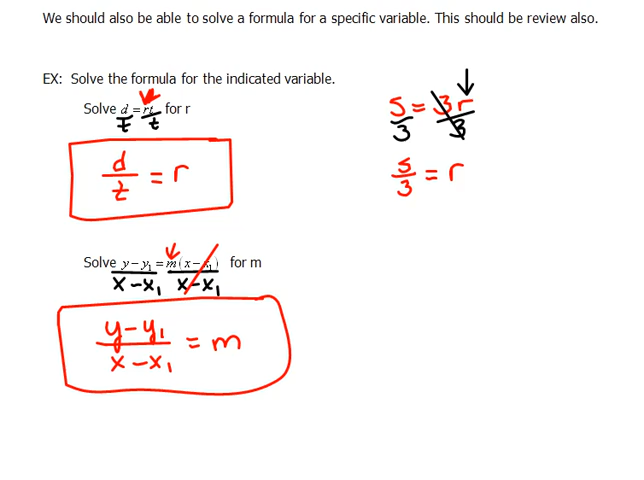 We should also be able to solve a formula for a specific variable. This should be review also.
EX: Solve the formula for the indicated variable.
Solve d = rt for r
t t
d/t = r
5 = 3r
3 3
5/3 = r
Solve y − y₁ = m(x − x₁) for m
x − x₁ x − x₁
y − y₁ / x − x₁ = m